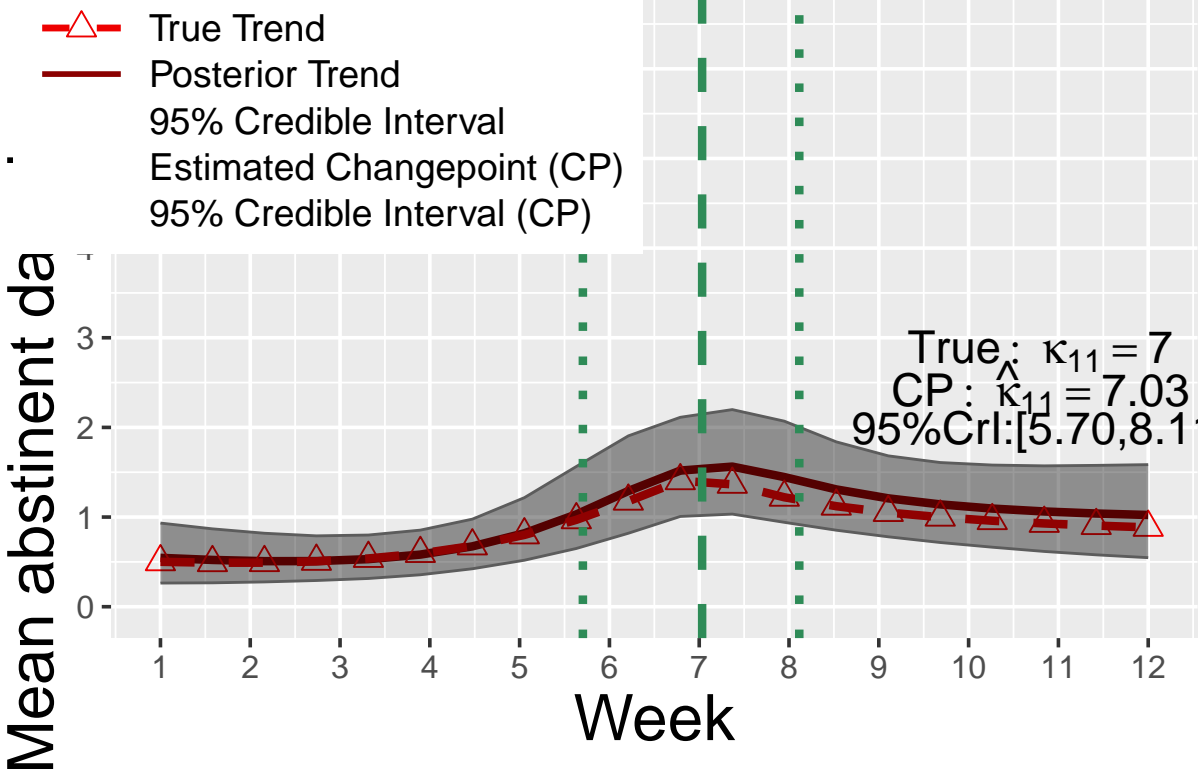 True Trend
Posterior Trend
95% Credible Interval
Estimated Changepoint (CP)
95% Credible Interval (CP)
Mean abstinent da
3
2
1
0
True : κ11 = 7
CP : κ̂11 = 7.03
95%CrI:[5.70,8.11
1 2 3 4 5 6 7 8 9 10 11 12
Week